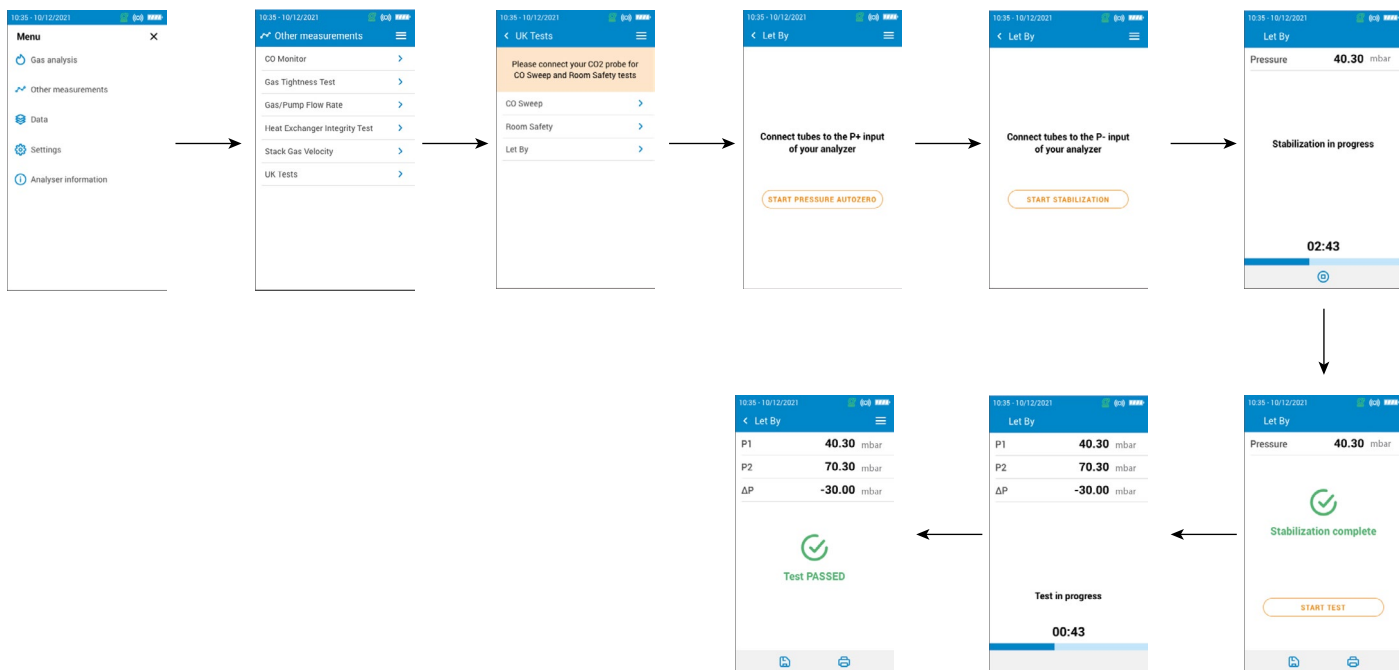 10:35 - 10/12/2021
Menu
Gas analysis
Other measurements
Data
Settings
Analyser information
10:35 - 10/12/2021
Other measurements
CO Monitor
Gas Tightness Test
Gas/Pump Flow Rate
Heat Exchanger Integrity Test
Stack Gas Velocity
UK Tests
10:35 - 10/12/2021
UK Tests
Please connect your CO2 probe for
CO Sweep and Room Safety tests
CO Sweep
Room Safety
Let By
10:35 - 10/12/2021
Let By
Connect tubes to the P+ input
of your analyzer
START PRESSURE AUTOZERO
10:35 - 10/12/2021
Let By
Connect tubes to the P- input
of your analyzer
START STABILIZATION
10:35 - 10/12/2021
Let By
Pressure 40.30 mbar
Stabilization in progress
02:43
10:35 - 10/12/2021
Let By
Pressure 40.30 mbar
Stabilization complete
START TEST
10:35 - 10/12/2021
Let By
P1 40.30 mbar
P2 70.30 mbar
ΔP -30.00 mbar
Test in progress
00:43
10:35 - 10/12/2021
Let By
P1 40.30 mbar
P2 70.30 mbar
ΔP -30.00 mbar
Test PASSED